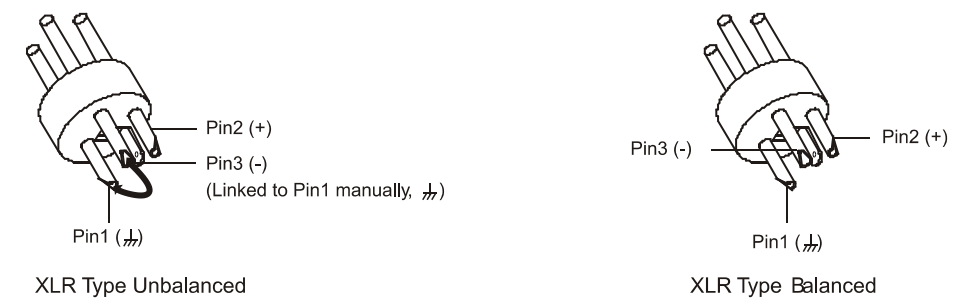 Pin2 (+)
Pin3 (-)
(Linked to Pin1 manually, ⏚)
Pin1 (⏚)
XLR Type Unbalanced
Pin3 (-)
Pin2 (+)
Pin1 (⏚)
XLR Type Balanced